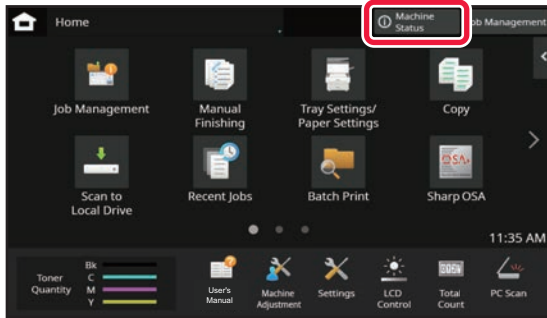 Home
Machine
Status
ob Management
Job Management
Manual
Finishing
Tray Settings/
Paper Settings
Copy
Scan to
Local Drive
Recent Jobs
Batch Print
OSA
Sharp OSA
11:35 AM
Toner
Quantity
Bk
C
M
Y
User's
Manual
Machine
Adjustment
Settings
LCD
Control
Total
Count
PC Scan